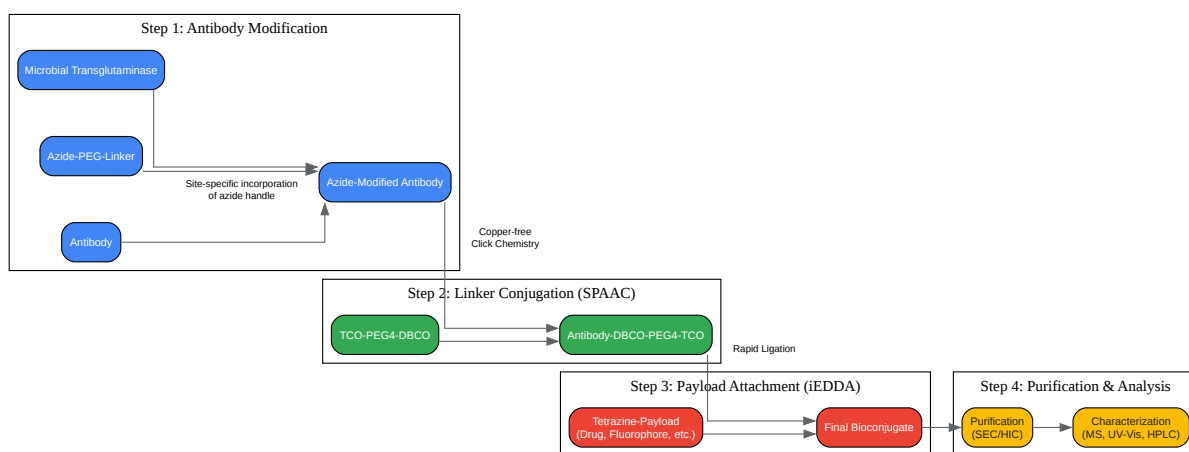 Step 1: Antibody Modification
Microbial Transglutaminase
Azide-PEG-Linker
Site-specific incorporation
of azide handle
Azide-Modified Antibody
Antibody
Copper-free
Click Chemistry
Step 2: Linker Conjugation (SPAAC)
TCO-PEG4-DBCO
Antibody-DBCO-PEG4-TCO
Rapid Ligation
Step 3: Payload Attachment (iEDDA)
Tetrazine-Payload
(Drug, Fluorophore, etc.)
Final Bioconjugate
Step 4: Purification & Analysis
Purification
(SEC/HIC)
Characterization
(MS, UV-Vis, HPLC)